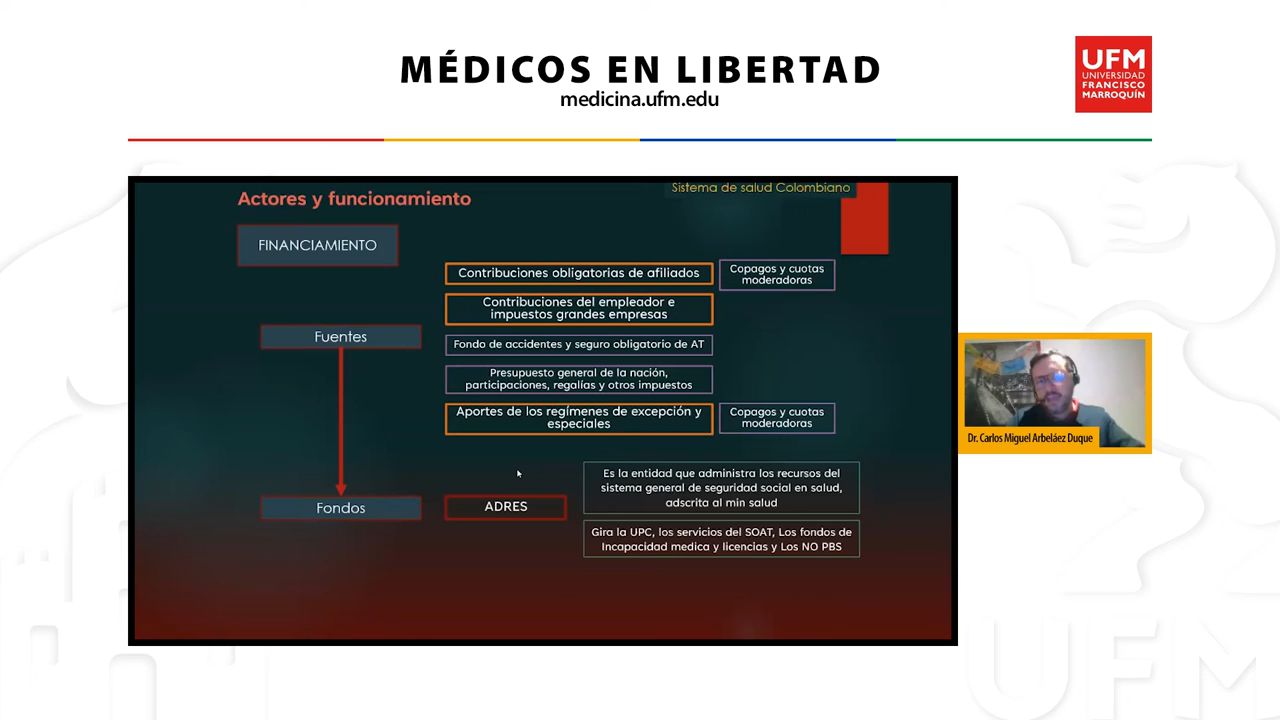 MÉDICOS EN LIBERTAD
medicina.ufm.edu
UFM
UNIVERSIDAD
FRANCISCO
MARROQUÍN
Sistema de salud Colombiano
Actores y funcionamiento
FINANCIAMIENTO
Contribuciones obligatorias de afiliados
Copagos y cuotas
moderadoras
Contribuciones del empleador e
impuestos grandes empresas
Fuentes
Fondo de accidentes y seguro obligatorio de AT
Presupuesto general de la nación,
participaciones, regalías y otros impuestos
Aportes de los regímenes de excepción y
especiales
Copagos y cuotas
moderadoras
Dr. Carlos Miguel Arbeláez Duque
Fondos
ADRES
Es la entidad que administra los recursos del
sistema general de seguridad social en salud,
adscrita al min salud
Gira la UPC, los servicios del SOAT, Los fondos de
Incapacidad medica y licencias y Los NO PBS
UFM